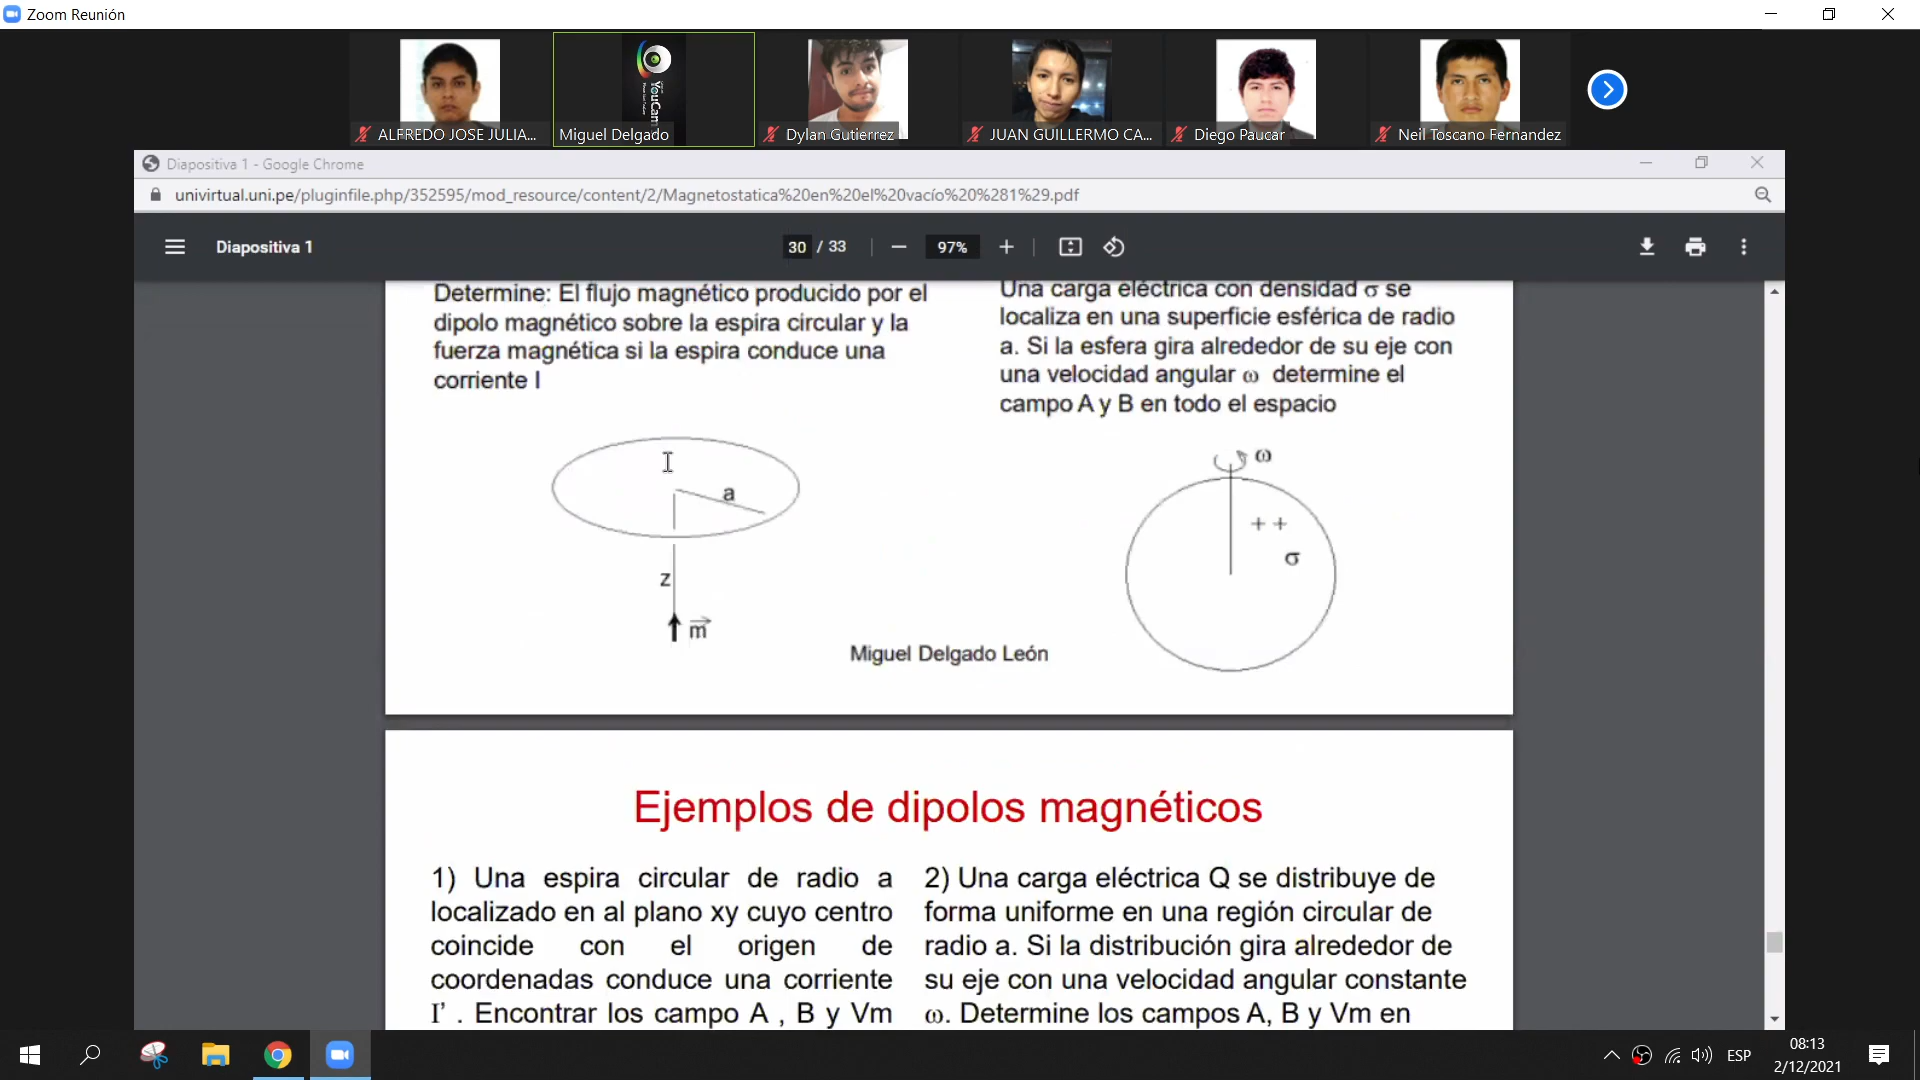 Zoom Reunión
YouCam
ALFREDO JOSE JULIA...
Miguel Delgado
Dylan Gutierrez
JUAN GUILLERMO CA...
Diego Paucar
Neil Toscano Fernandez
Diapositiva 1 - Google Chrome
univirtual.uni.pe/pluginfile.php/352595/mod_resource/content/2/Magnetostatica%20en%20el%20vacío%20%281%29.pdf
Diapositiva 1
30 / 33
97%
Determine: El flujo magnético producido por el
dipolo magnético sobre la espira circular y la
fuerza magnética si la espira conduce una
corriente I
a
z
m
Una carga eléctrica con densidad σ se
localiza en una superficie esférica de radio
a. Si la esfera gira alrededor de su eje con
una velocidad angular ω determine el
campo A y B en todo el espacio
ω
+ +
σ
Miguel Delgado León
Ejemplos de dipolos magnéticos
1) Una espira circular de radio a
localizado en al plano xy cuyo centro
coincide con el origen de
coordenadas conduce una corriente
I' . Encontrar los campo A , B y Vm
2) Una carga eléctrica Q se distribuye de
forma uniforme en una región circular de
radio a. Si la distribución gira alrededor de
su eje con una velocidad angular constante
ω. Determine los campos A, B y Vm en
ESP
08:13
2/12/2021